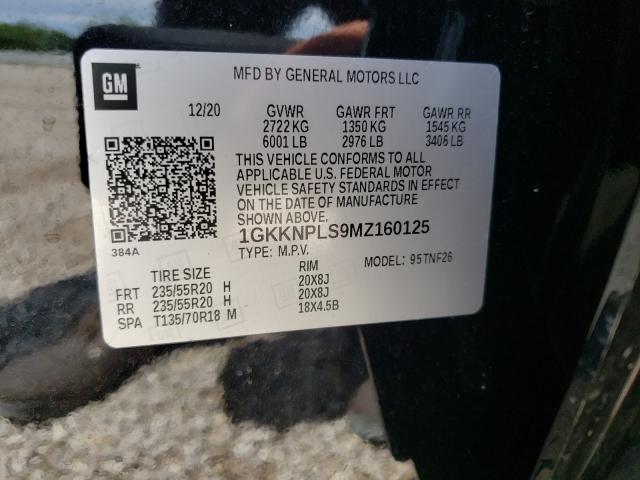 GM
MFD BY GENERAL MOTORS LLC
12/20 GVWR GAWR FRT GAWR RR
2722 KG 1350 KG 1545 KG
6001 LB 2976 LB 3406 LB
THIS VEHICLE CONFORMS TO ALL
APPLICABLE U.S. FEDERAL MOTOR
VEHICLE SAFETY STANDARDS IN EFFECT
ON THE DATE OF MANUFACTURE
SHOWN ABOVE.
1GKKNPLS9MZ160125
384A
TYPE: M.P.V. MODEL: 95TNF26
TIRE SIZE RIM
FRT 235/55R20 H 20X8J
RR 235/55R20 H 20X8J
SPA T135/70R18 M 18X4.5B